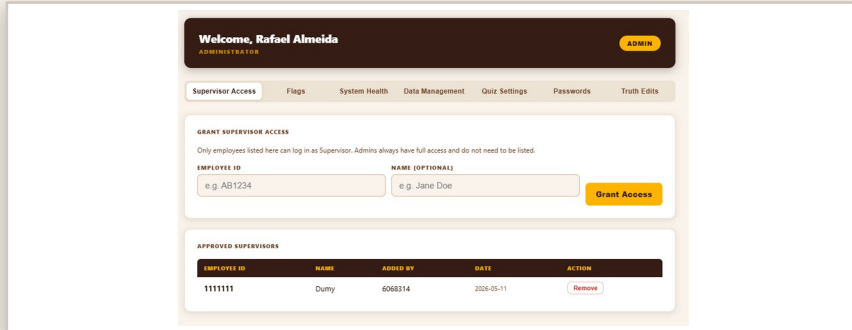 Welcome, Rafael Almeida
ADMINISTRATOR
ADMIN
Supervisor Access Flags System Health Data Management Quiz Settings Passwords Truth Edits
GRANT SUPERVISOR ACCESS
Only employees listed here can log in as Supervisor. Admins always have full access and do not need to be listed.
EMPLOYEE ID NAME (OPTIONAL)
e.g. AB1234 e.g. Jane Doe
Grant Access
APPROVED SUPERVISORS
EMPLOYEE ID NAME ADDED BY DATE ACTION
1111111 Dumy 6068314 2026-05-11 Remove